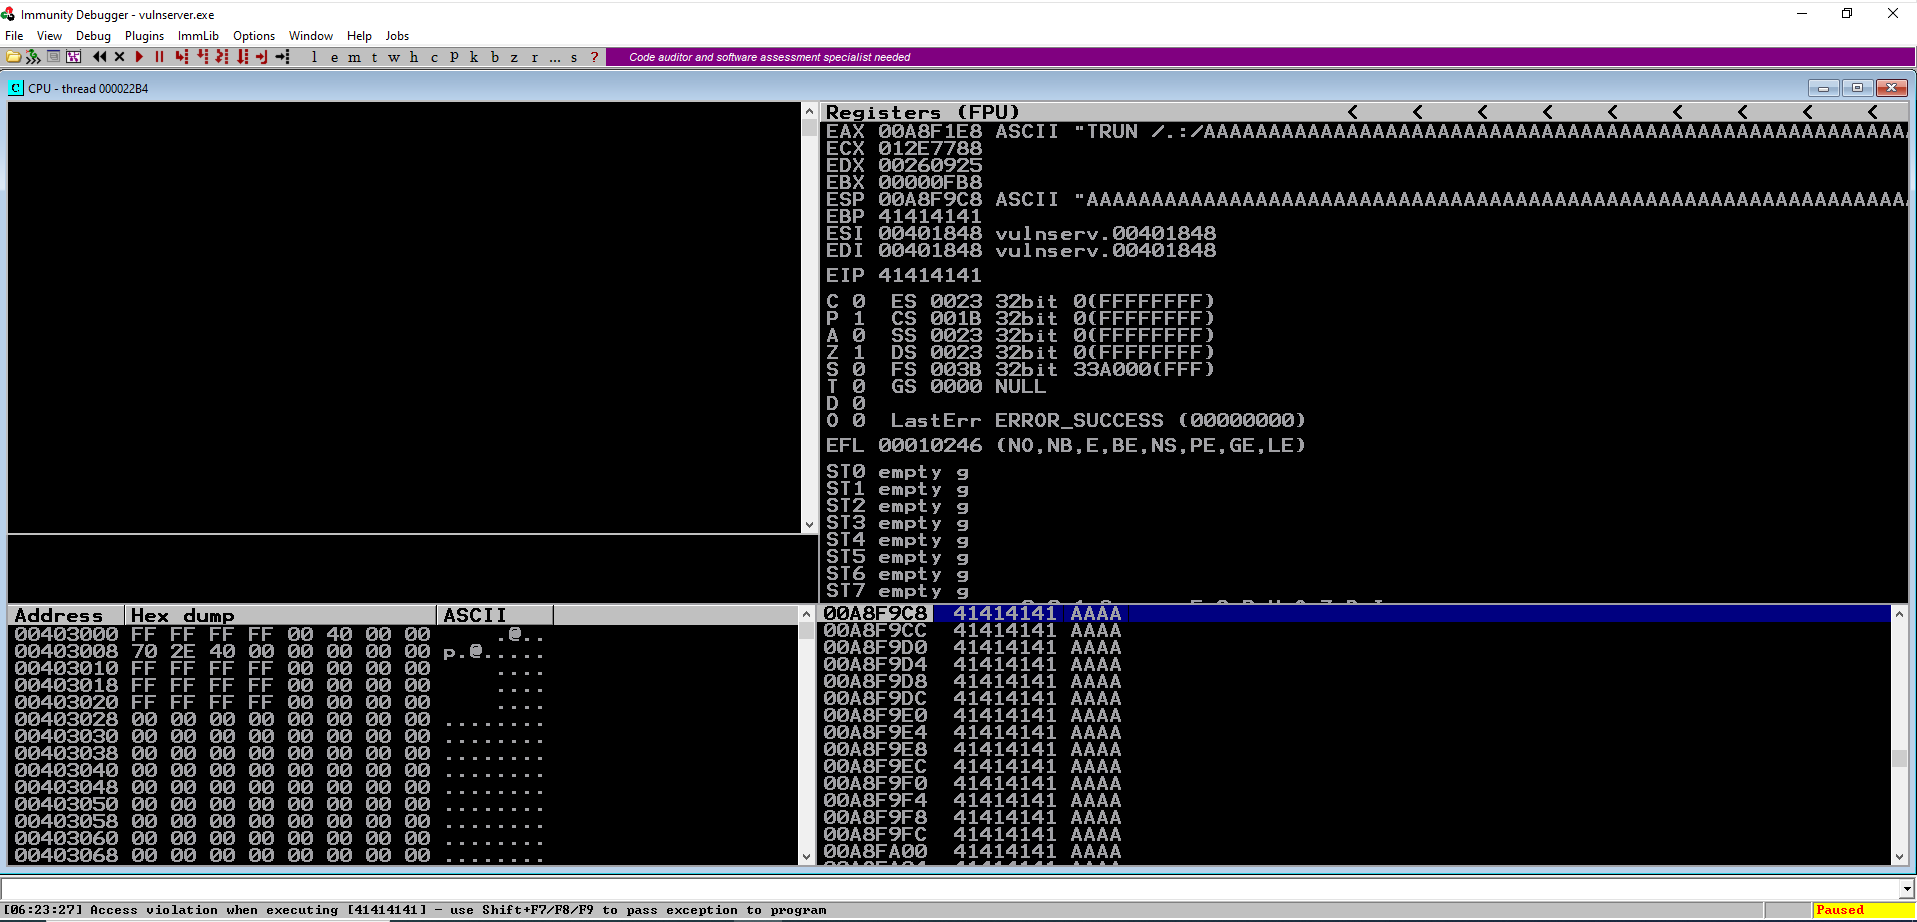 Immunity Debugger - vulnserver.exe
File View Debug Plugins ImmLib Options Window Help Jobs
l e m t w h c P k b z r ... s ? Code auditor and software assessment specialist needed
C CPU - thread 000022B4
Registers (FPU) < < < < < < < < <
EAX 00A8F1E8 ASCII "TRUN /.:/AAAAAAAAAAAAAAAAAAAAAAAAAAAAAAAAAAAAAAAAAAAAAAAAAAAAAA
ECX 012E7788
EDX 00260925
EBX 00000FB8
ESP 00A8F9C8 ASCII "AAAAAAAAAAAAAAAAAAAAAAAAAAAAAAAAAAAAAAAAAAAAAAAAAAAAAAAAAAAAAAA
EBP 41414141
ESI 00401848 vulnserv.00401848
EDI 00401848 vulnserv.00401848
EIP 41414141
C 0 ES 0023 32bit 0(FFFFFFFF)
P 1 CS 001B 32bit 0(FFFFFFFF)
A 0 SS 0023 32bit 0(FFFFFFFF)
Z 1 DS 0023 32bit 0(FFFFFFFF)
S 0 FS 003B 32bit 33A000(FFF)
T 0 GS 0000 NULL
D 0
O 0 LastErr ERROR_SUCCESS (00000000)
EFL 00010246 (NO,NB,E,BE,NS,PE,GE,LE)
ST0 empty g
ST1 empty g
ST2 empty g
ST3 empty g
ST4 empty g
ST5 empty g
ST6 empty g
ST7 empty g
Address Hex dump ASCII
00403000 FF FF FF FF 00 40 00 00 .@..
00403008 70 2E 40 00 00 00 00 00 p.@.....
00403010 FF FF FF FF 00 00 00 00 ....
00403018 FF FF FF FF 00 00 00 00 ....
00403020 FF FF FF FF 00 00 00 00 ....
00403028 00 00 00 00 00 00 00 00 ........
00403030 00 00 00 00 00 00 00 00 ........
00403038 00 00 00 00 00 00 00 00 ........
00403040 00 00 00 00 00 00 00 00 ........
00403048 00 00 00 00 00 00 00 00 ........
00403050 00 00 00 00 00 00 00 00 ........
00403058 00 00 00 00 00 00 00 00 ........
00403060 00 00 00 00 00 00 00 00 ........
00403068 00 00 00 00 00 00 00 00 ........
00A8F9C8 41414141 AAAA
00A8F9CC 41414141 AAAA
00A8F9D0 41414141 AAAA
00A8F9D4 41414141 AAAA
00A8F9D8 41414141 AAAA
00A8F9DC 41414141 AAAA
00A8F9E0 41414141 AAAA
00A8F9E4 41414141 AAAA
00A8F9E8 41414141 AAAA
00A8F9EC 41414141 AAAA
00A8F9F0 41414141 AAAA
00A8F9F4 41414141 AAAA
00A8F9F8 41414141 AAAA
00A8F9FC 41414141 AAAA
00A8FA00 41414141 AAAA
[06:23:27] Access violation when executing [41414141] - use Shift+F7/F8/F9 to pass exception to program
Paused